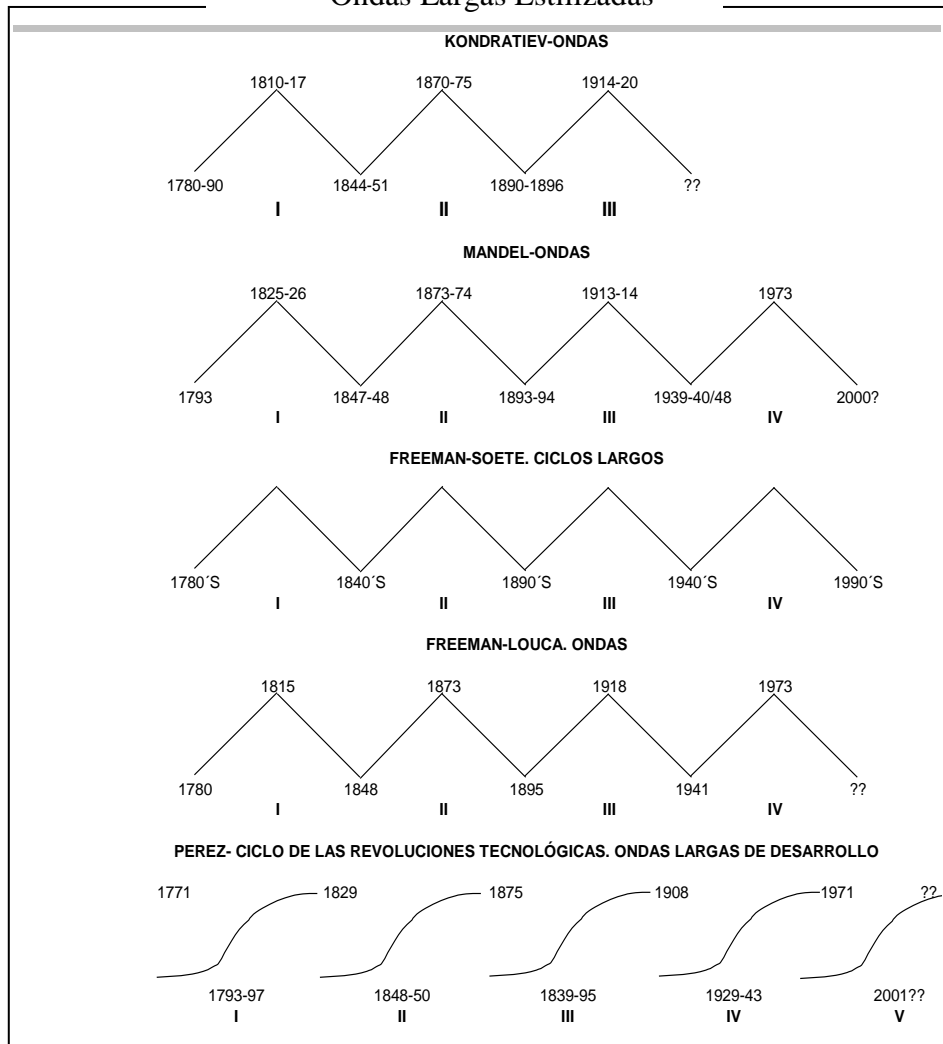 Ondas Largas Estilizadas
KONDRATIEV-ONDAS
1810-17 1870-75 1914-20
1780-90 1844-51 1890-1896 ??
I II III
MANDEL-ONDAS
1825-26 1873-74 1913-14 1973
1793 1847-48 1893-94 1939-40/48 2000?
I II III IV
FREEMAN-SOETE. CICLOS LARGOS
1780´S 1840´S 1890´S 1940´S 1990´S
I II III IV
FREEMAN-LOUCA. ONDAS
1815 1873 1918 1973
1780 1848 1895 1941 ??
I II III IV
PEREZ- CICLO DE LAS REVOLUCIONES TECNOLÓGICAS. ONDAS LARGAS DE DESARROLLO
1771 1829 1875 1908 1971 ??
1793-97 1848-50 1839-95 1929-43 2001??
I II III IV V